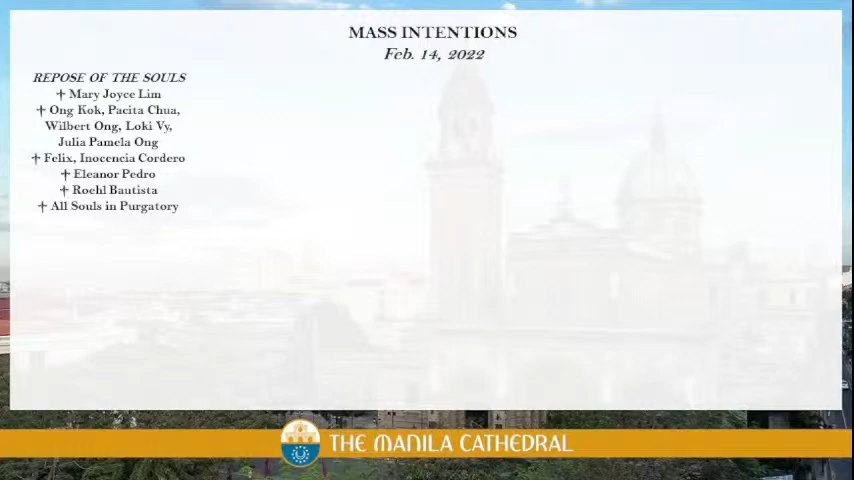 MASS INTENTIONS
Feb. 14, 2022
REPOSE OF THE SOULS
† Mary Joyce Lim
† Ong Kok, Pacita Chua,
Wilbert Ong, Loki Vy,
Julia Pamela Ong
† Felix, Inocencia Cordero
† Eleanor Pedro
† Roehl Bautista
† All Souls in Purgatory
THE MANILA CATHEDRAL